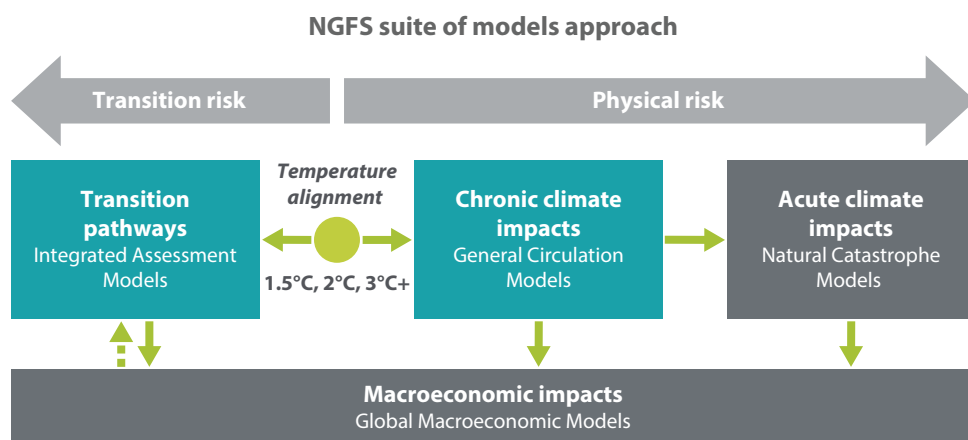 NGFS suite of models approach
Transition risk
Physical risk
Transition
pathways
Integrated Assessment
Models
Temperature
alignment
1.5°C, 2°C, 3°C+
Chronic climate
impacts
General Circulation
Models
Acute climate
impacts
Natural Catastrophe
Models
Macroeconomic impacts
Global Macroeconomic Models